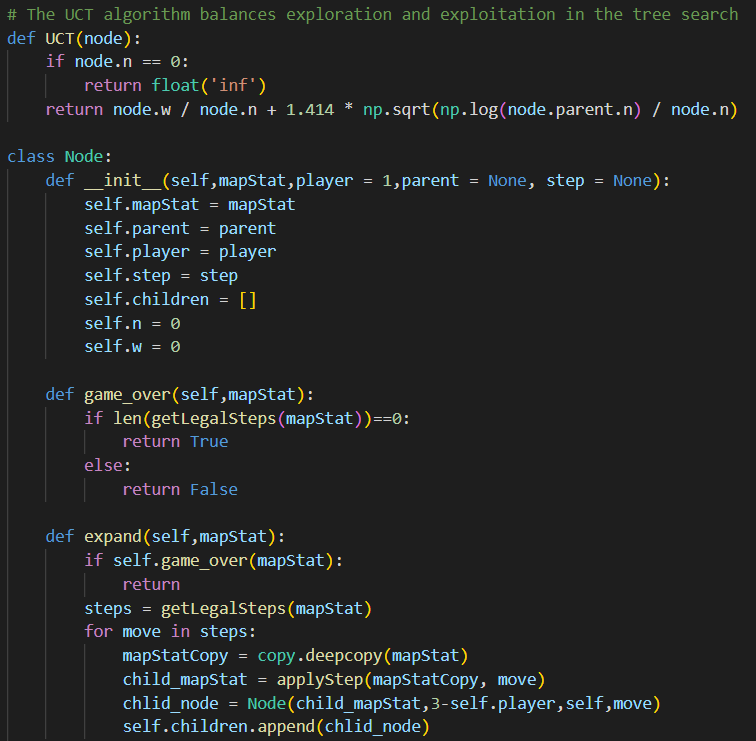 # The UCT algorithm balances exploration and exploitation in the tree search
def UCT(node):
    if node.n == 0:
        return float('inf')
    return node.w / node.n + 1.414 * np.sqrt(np.log(node.parent.n) / node.n)

class Node:
    def __init__(self,mapStat,player = 1,parent = None, step = None):
        self.mapStat = mapStat
        self.parent = parent
        self.player = player
        self.step = step
        self.children = []
        self.n = 0
        self.w = 0

    def game_over(self,mapStat):
        if len(getLegalSteps(mapStat))==0:
            return True
        else:
            return False

    def expand(self,mapStat):
        if self.game_over(mapStat):
            return
        steps = getLegalSteps(mapStat)
        for move in steps:
            mapStatCopy = copy.deepcopy(mapStat)
            child_mapStat = applyStep(mapStatCopy, move)
            chlid_node = Node(child_mapStat,3-self.player,self,move)
            self.children.append(chlid_node)